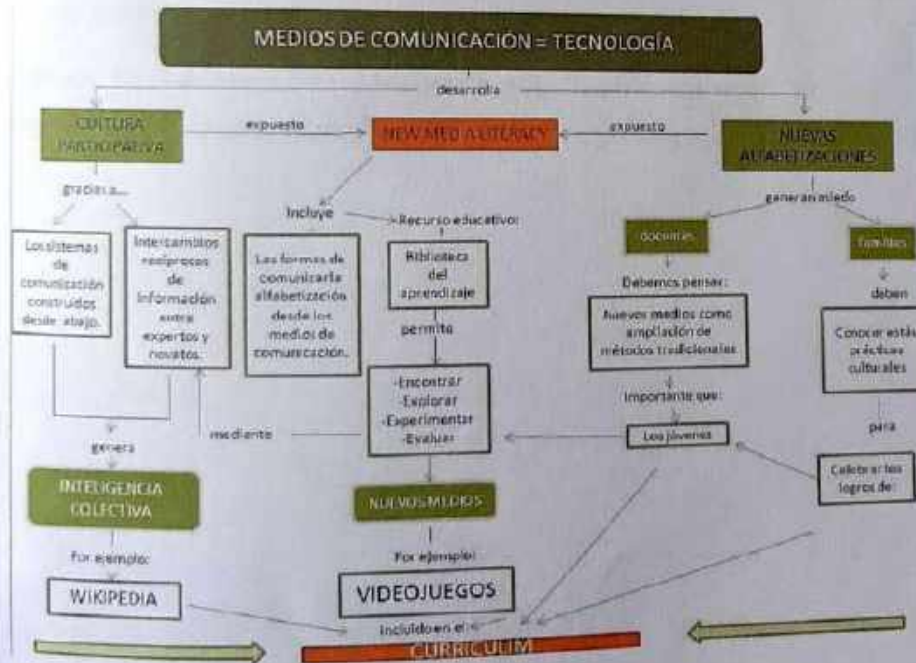 MEDIOS DE COMUNICACIÓN = TECNOLOGÍA
desarrolla
CULTURA
PARTICIPATIVA
expuesto
NEW MEDIA LITERACY
expuesto
NUEVAS
ALFABETIZACIONES
gracias a...
Incluye
Recurso educativo:
generan miedo
Los sistemas
de
comunicación
construidos
desde abajo.
Intercambios
recíprocos
de
información
entre
expertos y
novatos.
Las formas de
comunicar la
alfabetización
desde los
medios de
comunicación.
Biblioteca
del
aprendizaje
permite
-Encontrar
-Explorar
-Experimentar
-Evaluar
mediante
docentes
Debemos pensar:
Nuevos medios como
ampliación de
métodos tradicionales
Importante que:
Los jóvenes
familias
deben
Conocer estás
prácticas
culturales
para
Celebrar los
logros de:
genera
INTELIGENCIA
COLECTIVA
Por ejemplo:
WIKIPEDIA
NUEVOS MEDIOS
Por ejemplo:
VIDEOJUEGOS
Incluido en el
CURRICULIM